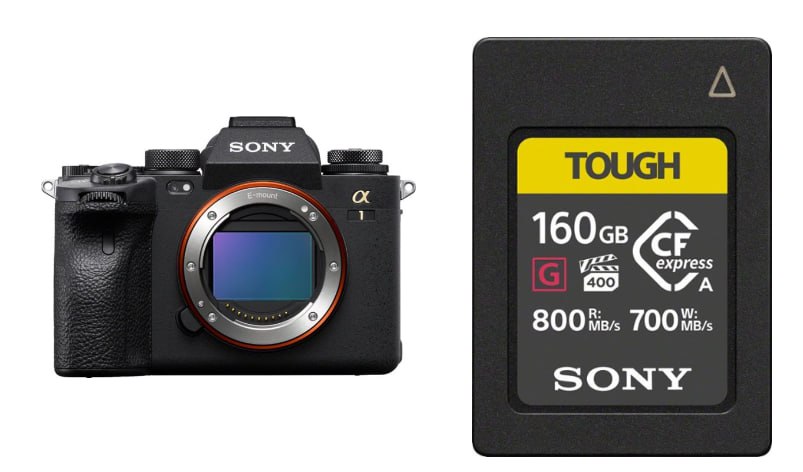 SONY
E-mount
α
1
TOUGH
160GB
CF
express
A
G
400
800 R: MB/s 700 W: MB/s
SONY